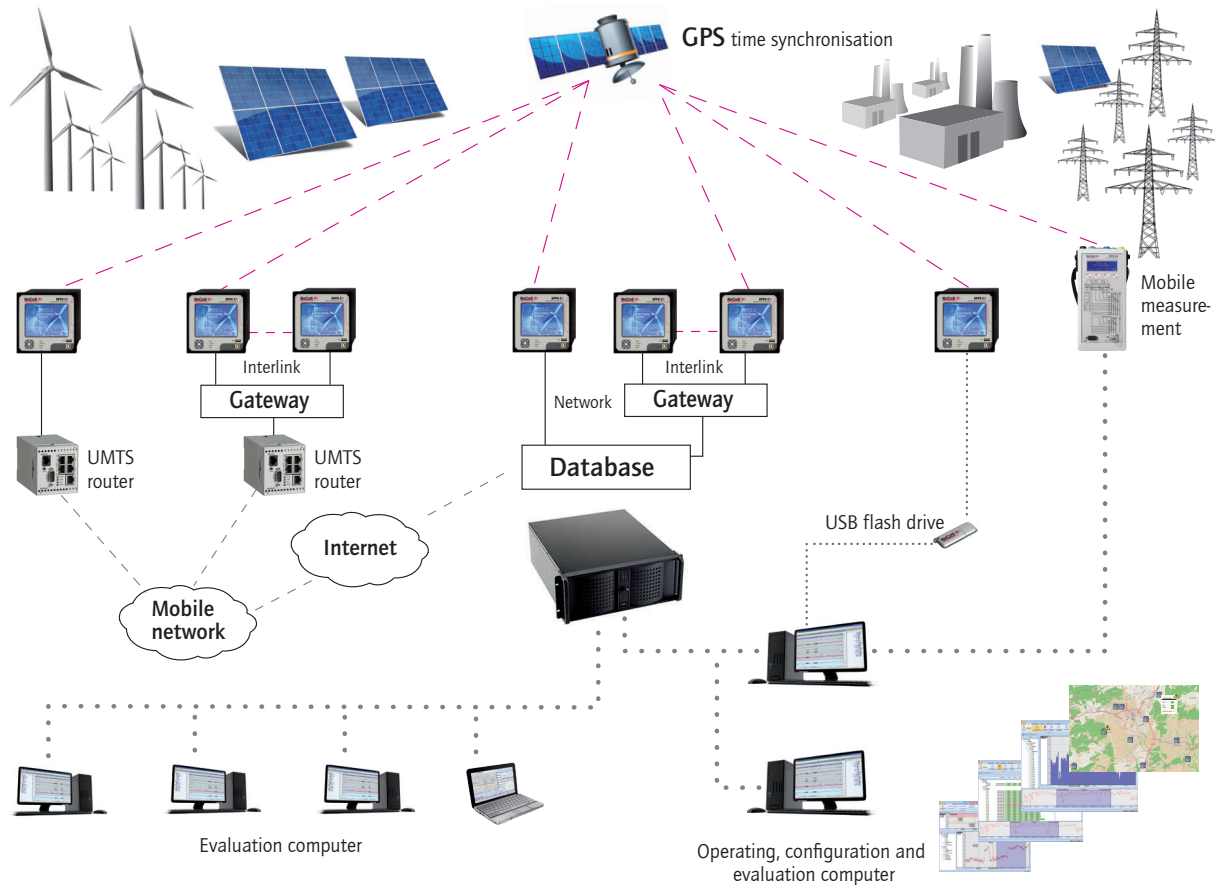 GPS time synchronisation
Mobile
measure-
ment
Interlink
Interlink
Gateway
Network
Gateway
UMTS
router
UMTS
router
Database
USB flash drive
Internet
Mobile
network
Evaluation computer
Operating, configuration and
evaluation computer